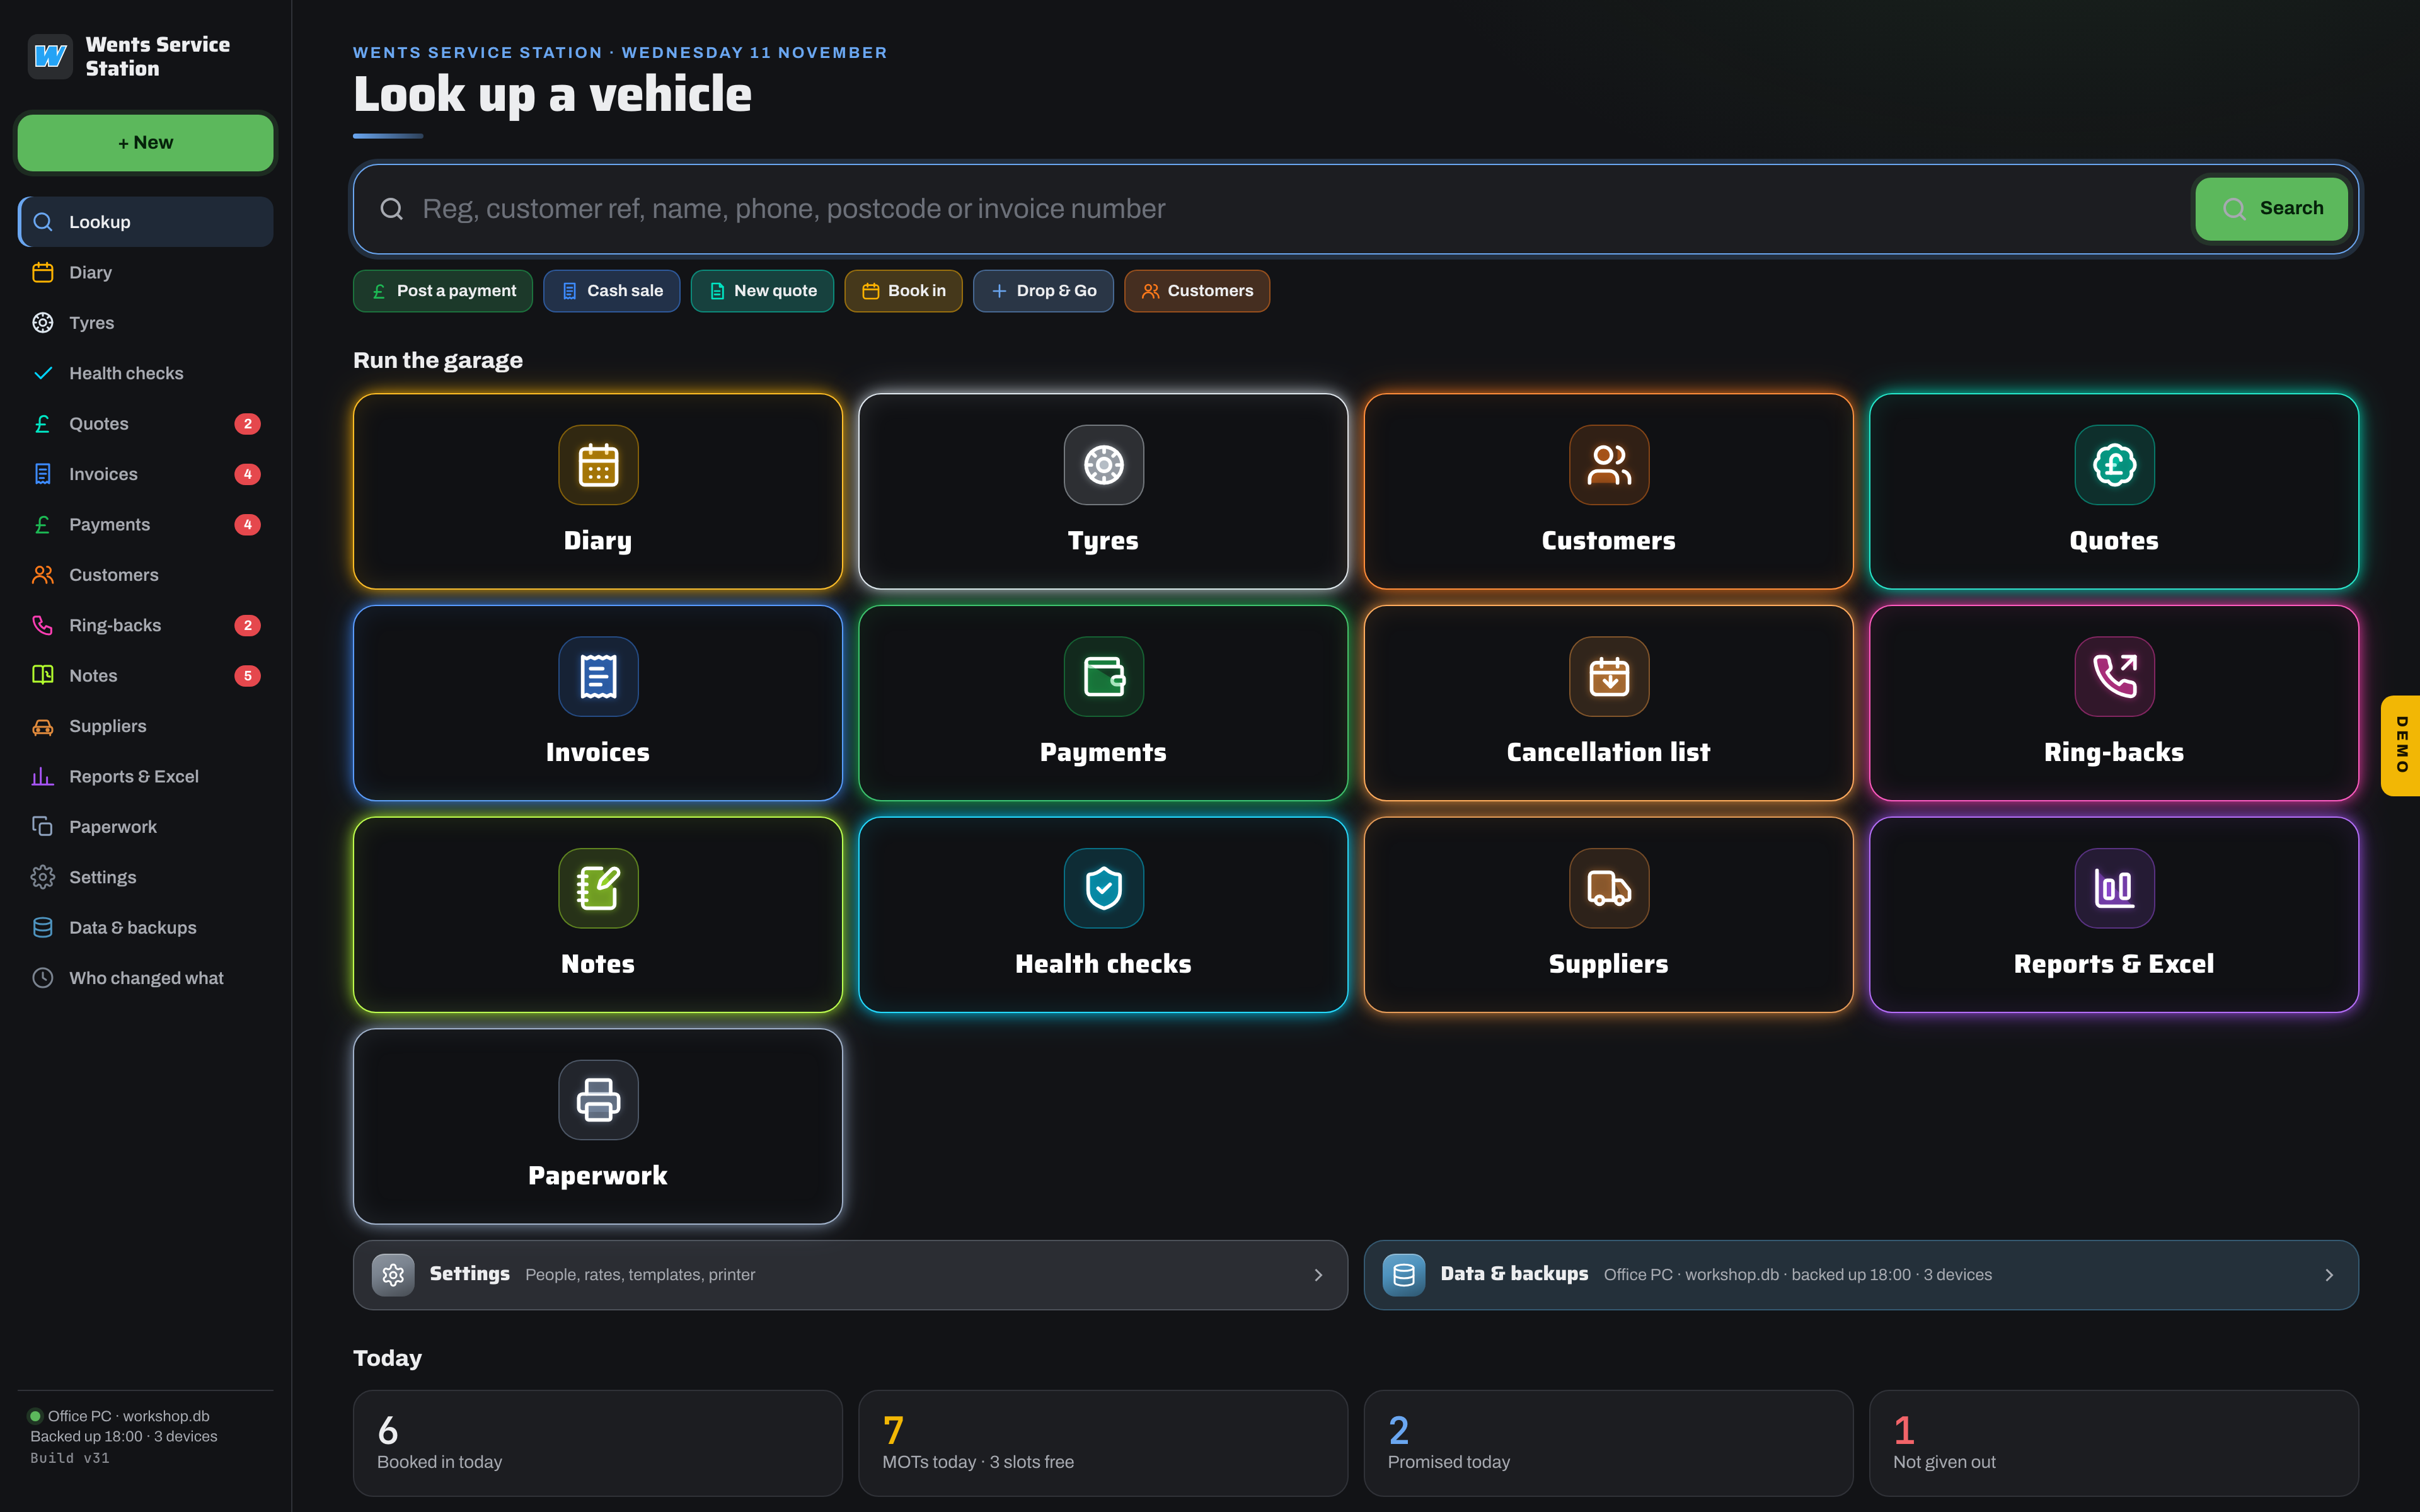 W
Wents Service
Station
+ New
Lookup
Diary
Tyres
Health checks
Quotes 2
Invoices 4
Payments 4
Customers
Ring-backs 2
Notes 5
Suppliers
Reports & Excel
Paperwork
Settings
Data & backups
Who changed what
Office PC · workshop.db
Backed up 18:00 · 3 devices
Build v31
WENTS SERVICE STATION · WEDNESDAY 11 NOVEMBER
Look up a vehicle
Reg, customer ref, name, phone, postcode or invoice number
Search
£ Post a payment
Cash sale
New quote
Book in
Drop & Go
Customers
Run the garage
Diary
Tyres
Customers
Quotes
Invoices
Payments
Cancellation list
Ring-backs
Notes
Health checks
Suppliers
Reports & Excel
Paperwork
Settings People, rates, templates, printer
Data & backups Office PC · workshop.db · backed up 18:00 · 3 devices
Today
6
Booked in today
7
MOTs today · 3 slots free
2
Promised today
1
Not given out
DEMO